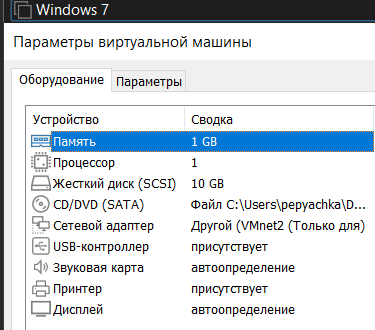 Windows 7
Параметры виртуальной машины
Оборудование Параметры
Устройство Сводка
Память 1 GB
Процессор 1
Жесткий диск (SCSI) 10 GB
CD/DVD (SATA) Файл C:\Users\pepyachka\D...
Сетевой адаптер Другой (VMnet2 (Только для)
USB-контроллер присутствует
Звуковая карта автоопределение
Принтер присутствует
Дисплей автоопределение